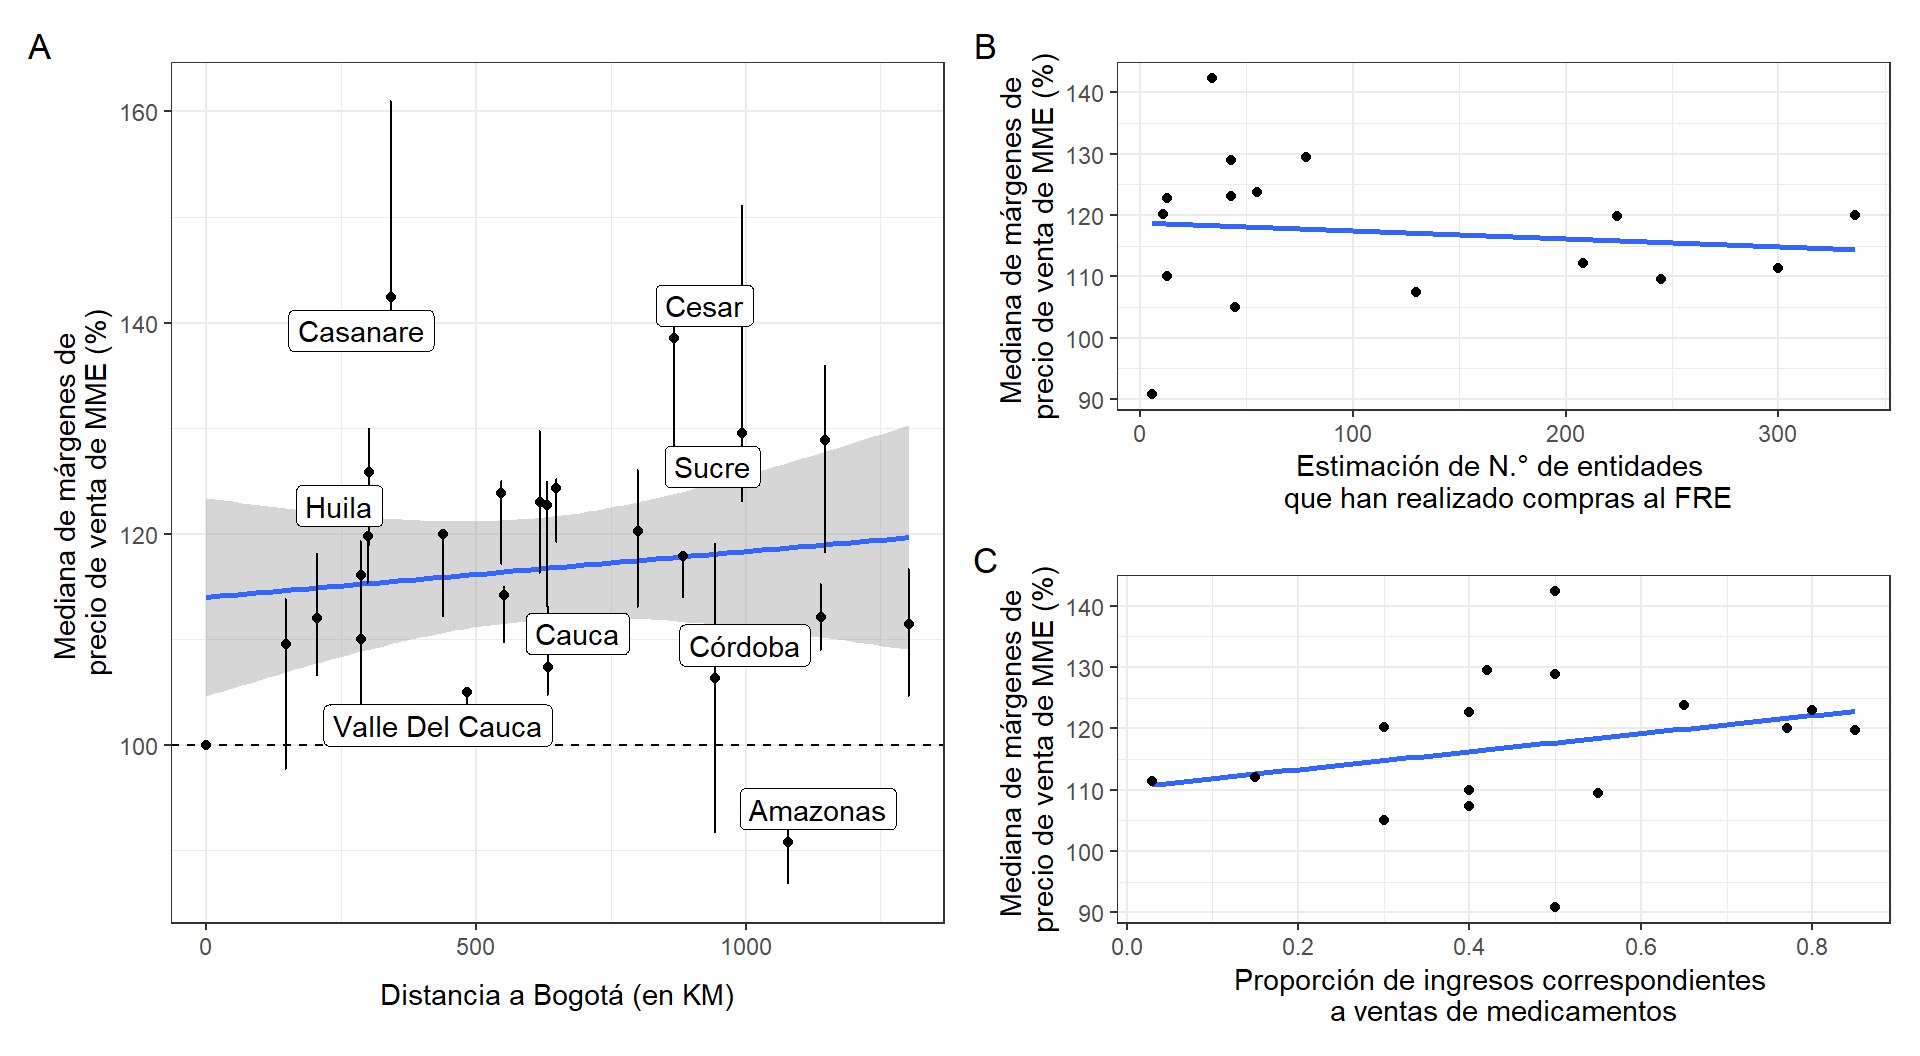 A
Mediana de márgenes de
precio de venta de MME (%)
160
140
120
100
Casanare
Cesar
Sucre
Huila
Cauca
Córdoba
Valle Del Cauca
Amazonas
0
500
1000
Distancia a Bogotá (en KM)
B
Mediana de márgenes de
precio de venta de MME (%)
140
130
120
110
100
90
0
100
200
300
Estimación de N.° de entidades
que han realizado compras al FRE
C
Mediana de márgenes de
precio de venta de MME (%)
140
130
120
110
100
90
0.0
0.2
0.4
0.6
0.8
Proporción de ingresos correspondientes
a ventas de medicamentos